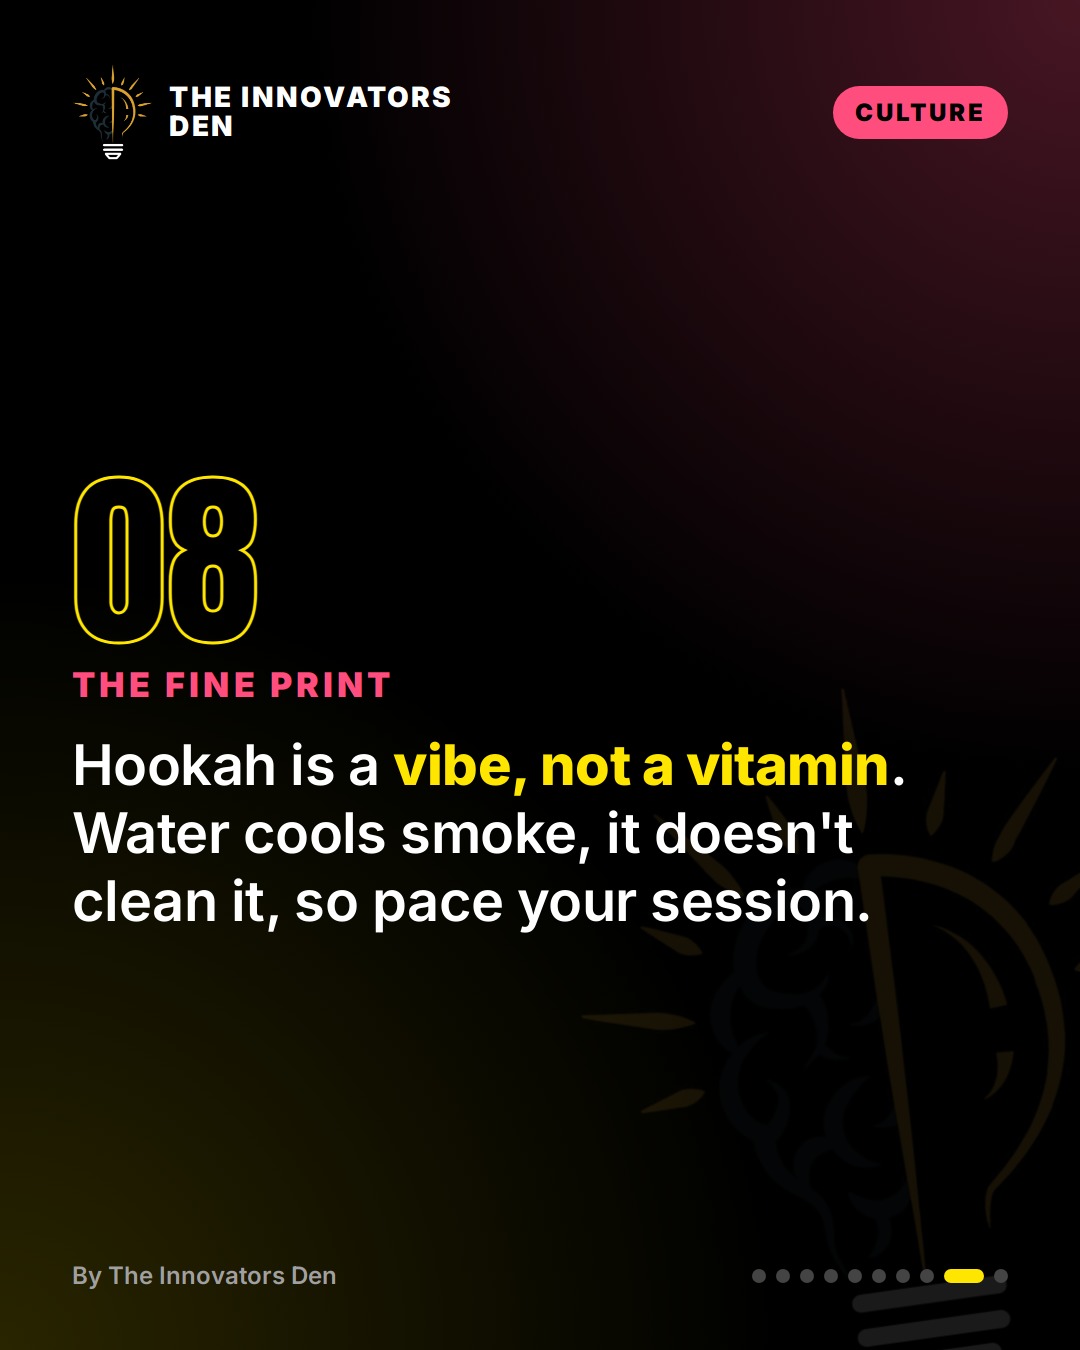 THE INNOVATORS
DEN
CULTURE
08
THE FINE PRINT
Hookah is a vibe, not a vitamin.
Water cools smoke, it doesn't
clean it, so pace your session.
By The Innovators Den